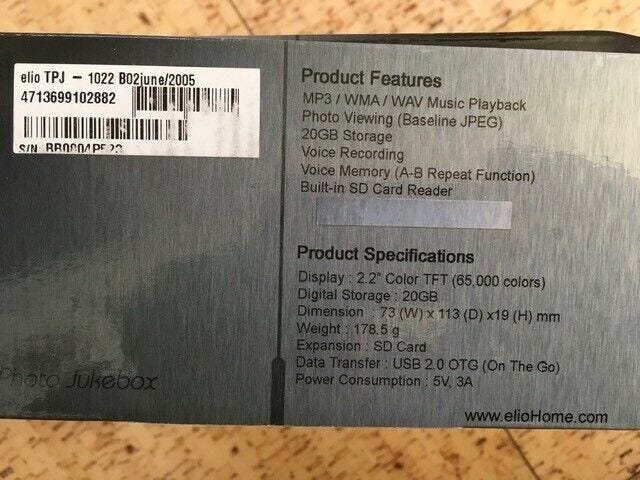 elio TPJ - 1022 B02june/2005
4713699102882
S/N:
Product Features
MP3 / WMA / WAV Music Playback
Photo Viewing (Baseline JPEG)
20GB Storage
Voice Recording
Voice Memory (A-B Repeat Function)
Built-in SD Card Reader
Product Specifications
Display : 2.2" Color TFT (65,000 colors)
Digital Storage : 20GB
Dimension : 73 (W) x 113 (D) x19 (H) mm
Weight : 178.5 g
Expansion : SD Card
Data Transfer : USB 2.0 OTG (On The Go)
Power Consumption : 5V, 3A
Photo Jukebox
www.elioHome.com